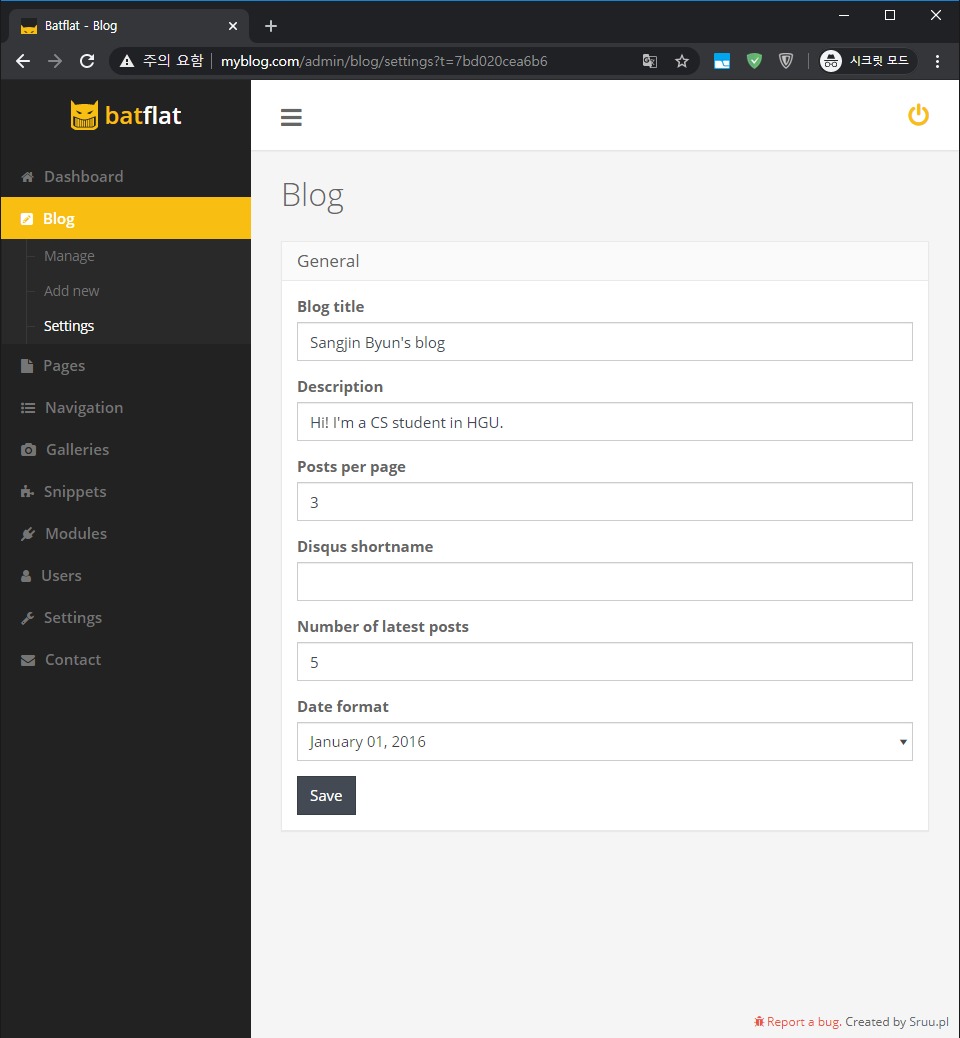 Batflat - Blog
주의 요함 myblog.com/admin/blog/settings?t=7bd020cea6b6 시크릿 모드
batflat
Dashboard
Blog
Manage
Add new
Settings
Pages
Navigation
Galleries
Snippets
Modules
Users
Settings
Contact
Blog
General
Blog title
Sangjin Byun's blog
Description
Hi! I'm a CS student in HGU.
Posts per page
3
Disqus shortname
Number of latest posts
5
Date format
January 01, 2016
Save
Report a bug. Created by Sruu.pl